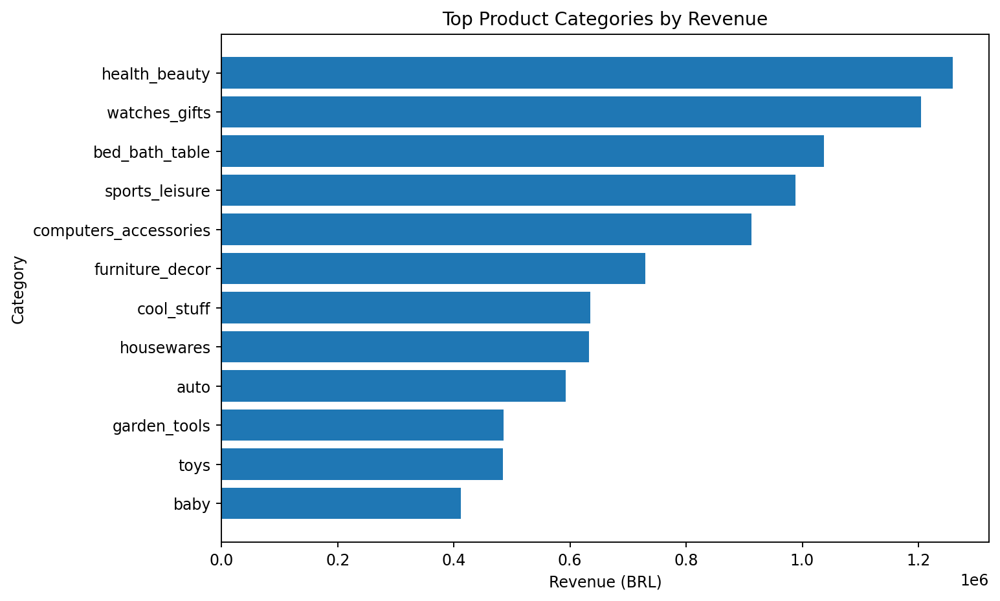 Top Product Categories by Revenue
health_beauty
watches_gifts
bed_bath_table
sports_leisure
computers_accessories
furniture_decor
cool_stuff
housewares
auto
garden_tools
toys
baby
Category
0.0 0.2 0.4 0.6 0.8 1.0 1.2
1e6
Revenue (BRL)